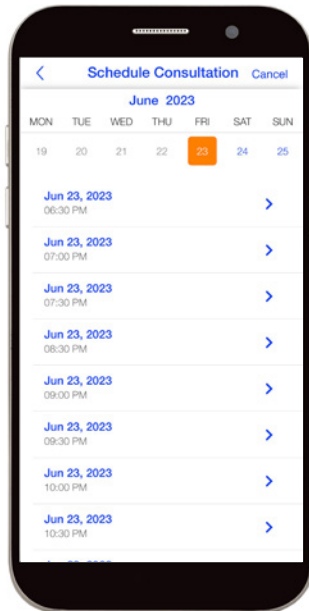 Schedule Consultation Cancel
June 2023
MON TUE WED THU FRI SAT SUN
19 20 21 22 23 24 25
Jun 23, 2023
06:30 PM
Jun 23, 2023
07:00 PM
Jun 23, 2023
07:30 PM
Jun 23, 2023
08:30 PM
Jun 23, 2023
09:00 PM
Jun 23, 2023
09:30 PM
Jun 23, 2023
10:00 PM
Jun 23, 2023
10:30 PM